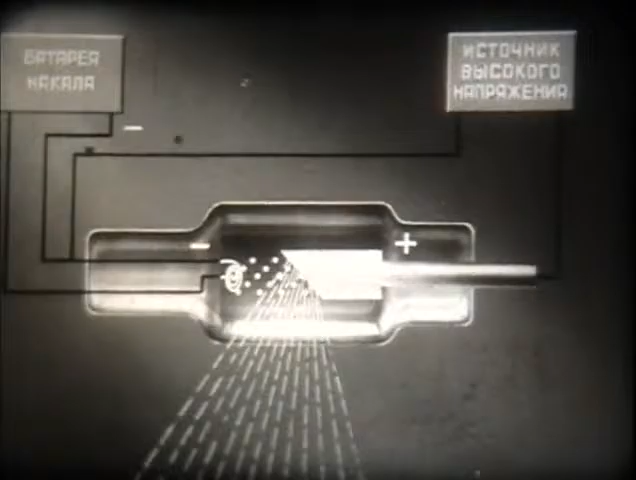 БАТАРЕЯ
НАКАЛА
ИСТОЧНИК
ВЫСОКОГО
НАПРЯЖЕНИЯ
−
−
+